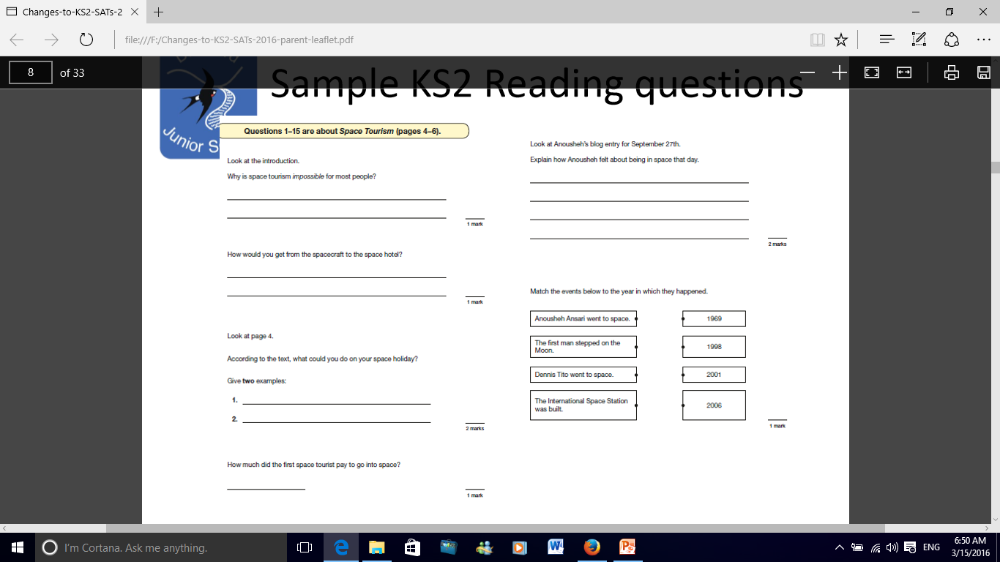 Changes-to-KS2-SATs-2
file:///F:/Changes-to-KS2-SATs-2016-parent-leaflet.pdf
8 of 33
Sample KS2 Reading questions
Junior S
Questions 1–15 are about Space Tourism (pages 4–6).
Look at the introduction.
Why is space tourism impossible for most people?
1 mark
How would you get from the spacecraft to the space hotel?
1 mark
Look at page 4.
According to the text, what could you do on your space holiday?
Give two examples:
1.
2.
2 marks
How much did the first space tourist pay to go into space?
1 mark
Look at Anousheh's blog entry for September 27th.
Explain how Anousheh felt about being in space that day.
2 marks
Match the events below to the year in which they happened.
Anousheh Ansari went to space. 1969
The first man stepped on the
Moon. 1998
Dennis Tito went to space. 2001
The International Space Station
was built. 2006
1 mark
I'm Cortana. Ask me anything.
ENG
6:50 AM
3/15/2016